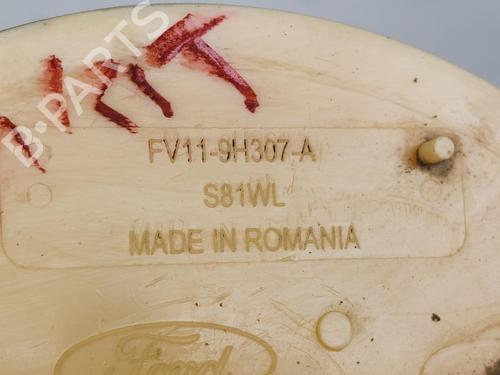 B-PARTS
FV11-9H307-A
S81WL
MADE IN ROMANIA
Ford